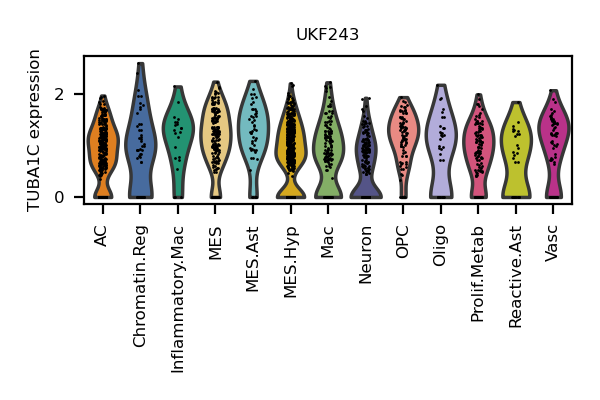 UKF243
TUBA1C expression
2
0
AC
Chromatin.Reg
Inflammatory.Mac
MES
MES.Ast
MES.Hyp
Mac
Neuron
OPC
Oligo
Prolif.Metab
Reactive.Ast
Vasc